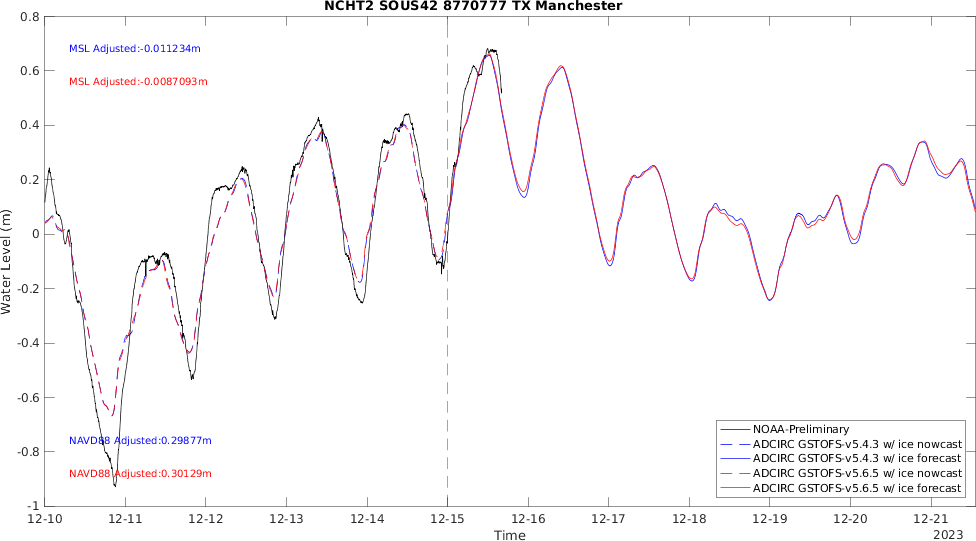 NCHT2 SOUS42 8770777 TX Manchester
0.8
0.6
0.4
0.2
0
-0.2
-0.4
-0.6
-0.8
-1
Water Level (m)
MSL Adjusted:-0.011234m
MSL Adjusted:-0.0087093m
NAVD88 Adjusted:0.29877m
NAVD88 Adjusted:0.30129m
NOAA-Preliminary
ADCIRC GSTOFS-v5.4.3 w/ ice nowcast
ADCIRC GSTOFS-v5.4.3 w/ ice forecast
ADCIRC GSTOFS-v5.6.5 w/ ice nowcast
ADCIRC GSTOFS-v5.6.5 w/ ice forecast
12-10 12-11 12-12 12-13 12-14 12-15 12-16 12-17 12-18 12-19 12-20 12-21
Time
2023